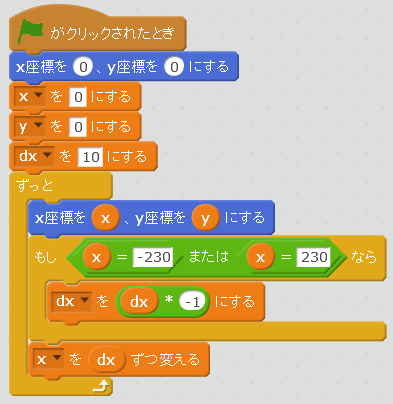 がクリックされたとき
x座標を 0 、y座標を 0 にする
x を 0 にする
y を 0 にする
dx を 10 にする
ずっと
x座標を x 、y座標を y にする
もし x = -230 または x = 230 なら
dx を dx * -1 にする
x を dx ずつ変える